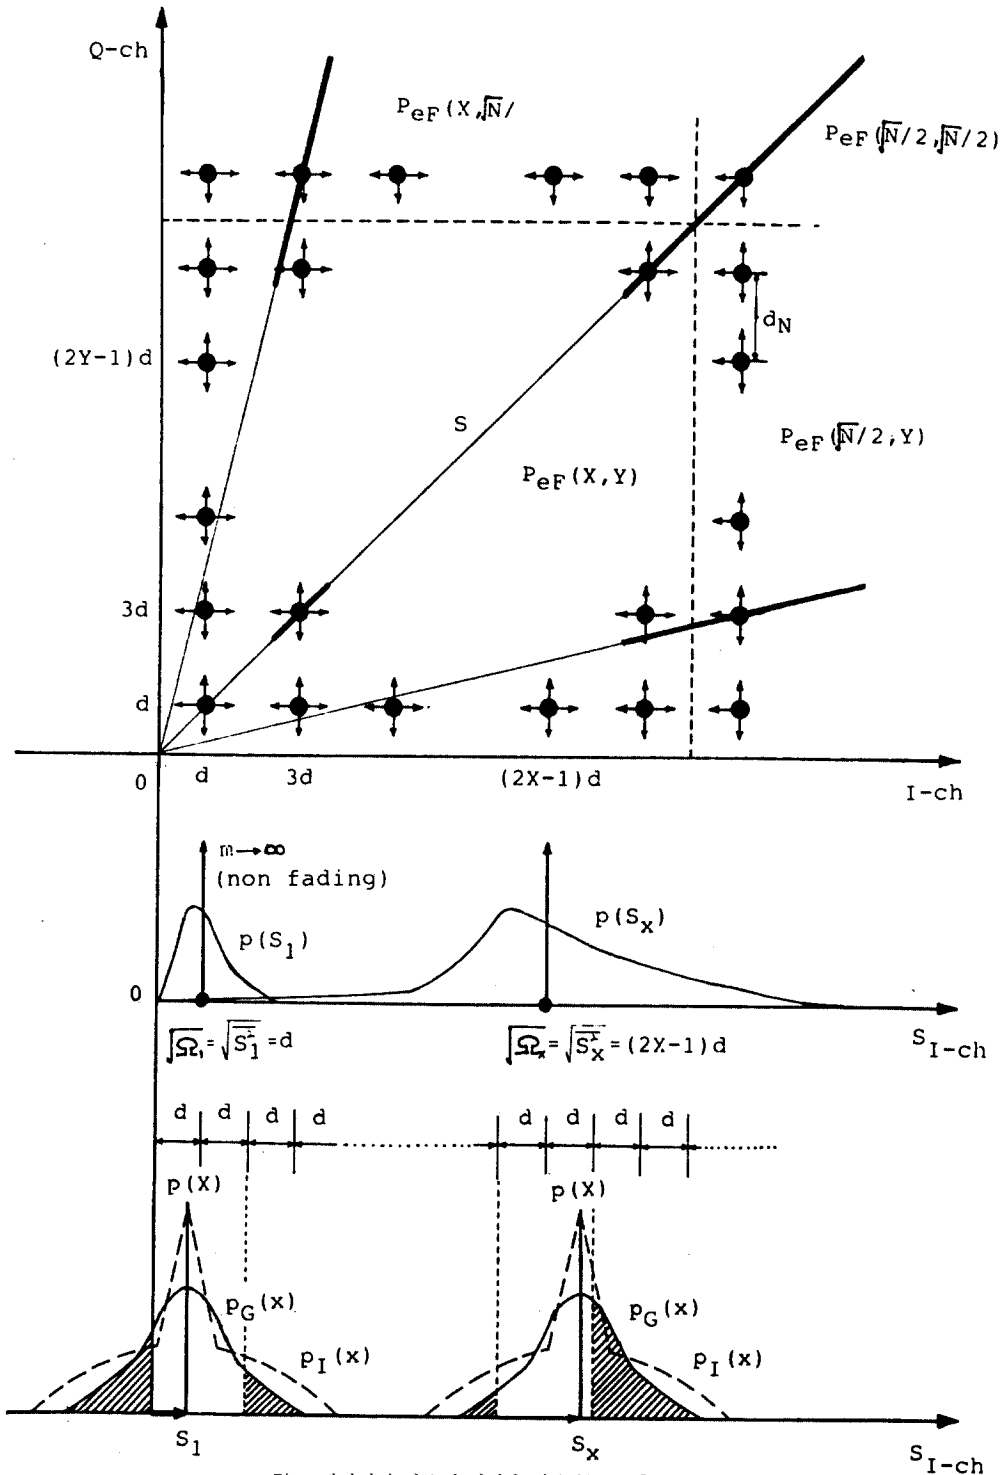 Q-ch
PeF(X,√N/
PeF(√N/2,√N/2)
dN
(2Y-1)d
S
PeF(√N/2,Y)
PeF(X,Y)
3d
d
0 d 3d (2X-1)d
I-ch
m→∞
(non fading)
p(S1)
p(Sx)
0
√Ω1=√S1²=d
√Ωx=√Sx²=(2X-1)d
SI-ch
d d d d d d d d
p(X) p(X)
pG(x) pG(x)
pI(x) pI(x)
S1 Sx
SI-ch